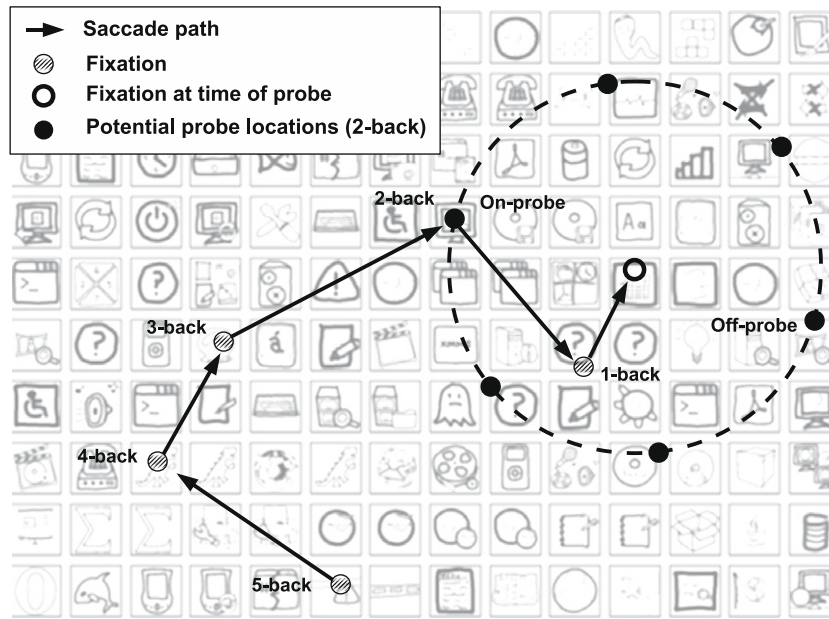 Saccade path
Fixation
Fixation at time of probe
Potential probe locations (2-back)
2-back
On-probe
Aa
>_
3-back
á
Off-probe
1-back
>_
>_
4-back
5-back